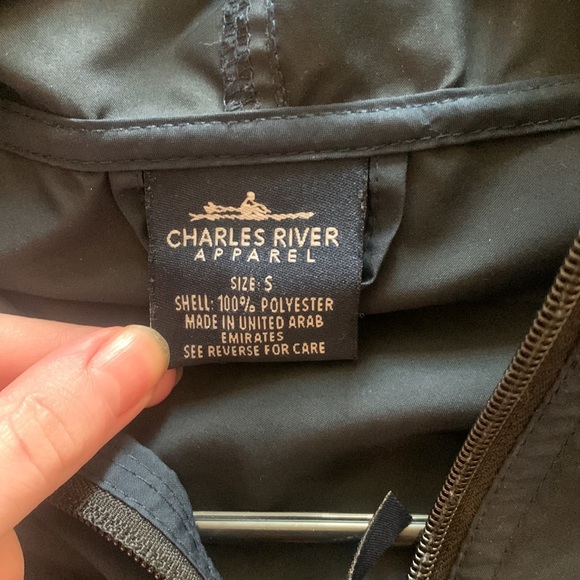 CHARLES RIVER
APPAREL
SIZE: S
SHELL: 100% POLYESTER
MADE IN UNITED ARAB
EMIRATES
SEE REVERSE FOR CARE